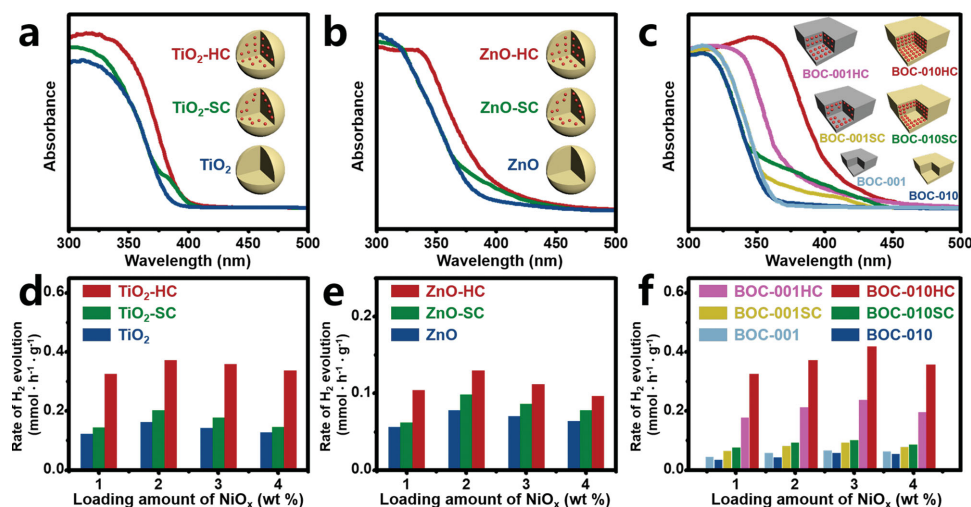 a
TiO2-HC
TiO2-SC
TiO2
Absorbance
300 350 400 450 500
Wavelength (nm)
b
ZnO-HC
ZnO-SC
ZnO
Absorbance
300 350 400 450 500
Wavelength (nm)
c
BOC-001HC
BOC-010HC
BOC-001SC
BOC-010SC
BOC-001
BOC-010
Absorbance
300 350 400 450 500
Wavelength (nm)
d
TiO2-HC
TiO2-SC
TiO2
Rate of H2 evolution
(mmol · h-1 · g-1)
0.6
0.4
0.2
0.0
1 2 3 4
Loading amount of NiOx (wt %)
e
ZnO-HC
ZnO-SC
ZnO
Rate of H2 evolution
(mmol · h-1 · g-1)
0.2
0.1
0.0
1 2 3 4
Loading amount of NiOx (wt %)
f
BOC-001HC BOC-010HC
BOC-001SC BOC-010SC
BOC-001 BOC-010
Rate of H2 evolution
(mmol · h-1 · g-1)
0.6
0.4
0.2
0.0
1 2 3 4
Loading amount of NiOx (wt %)